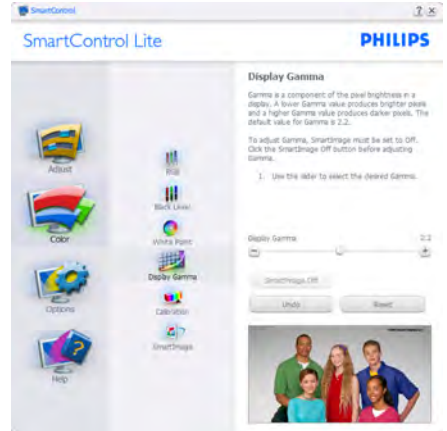 SmartControl
? x
SmartControl Lite
PHILIPS
Adjust
Color
Options
Help
RGB
Black Level
White Point
Display Gamma
Calibration
SmartImage
Display Gamma
Gamma is a component of the pixel brightness in a
display. A lower Gamma value produces brighter pixels
and a higher Gamma value produces darker pixels. The
default value for Gamma is 2.2.
To adjust Gamma, SmartImage must be set to Off.
Click the SmartImage Off button before adjusting
Gamma.
1. Use the slider to select the desired Gamma.
Display Gamma 2.2
SmartImage Off
Undo Reset